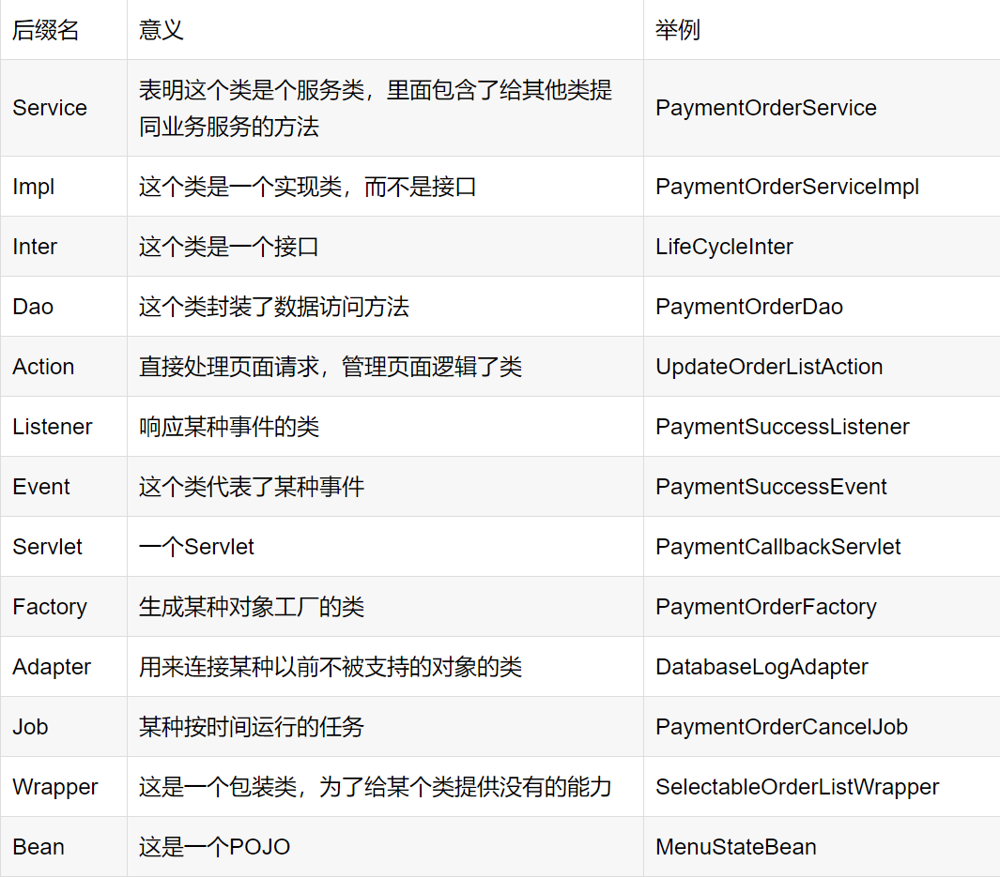 后缀名 意义 举例
Service 表明这个类是个服务类，里面包含了给其他类提 PaymentOrderService
同业务服务的方法
Impl 这个类是一个实现类，而不是接口 PaymentOrderServiceImpl
Inter 这个类是一个接口 LifeCycleInter
Dao 这个类封装了数据访问方法 PaymentOrderDao
Action 直接处理页面请求，管理页面逻辑了类 UpdateOrderListAction
Listener 响应某种事件的类 PaymentSuccessListener
Event 这个类代表了某种事件 PaymentSuccessEvent
Servlet 一个Servlet PaymentCallbackServlet
Factory 生成某种对象工厂的类 PaymentOrderFactory
Adapter 用来连接某种以前不被支持的对象的类 DatabaseLogAdapter
Job 某种按时间运行的任务 PaymentOrderCancelJob
Wrapper 这是一个包装类，为了给某个类提供没有的能力 SelectableOrderListWrapper
Bean 这是一个POJO MenuStateBean